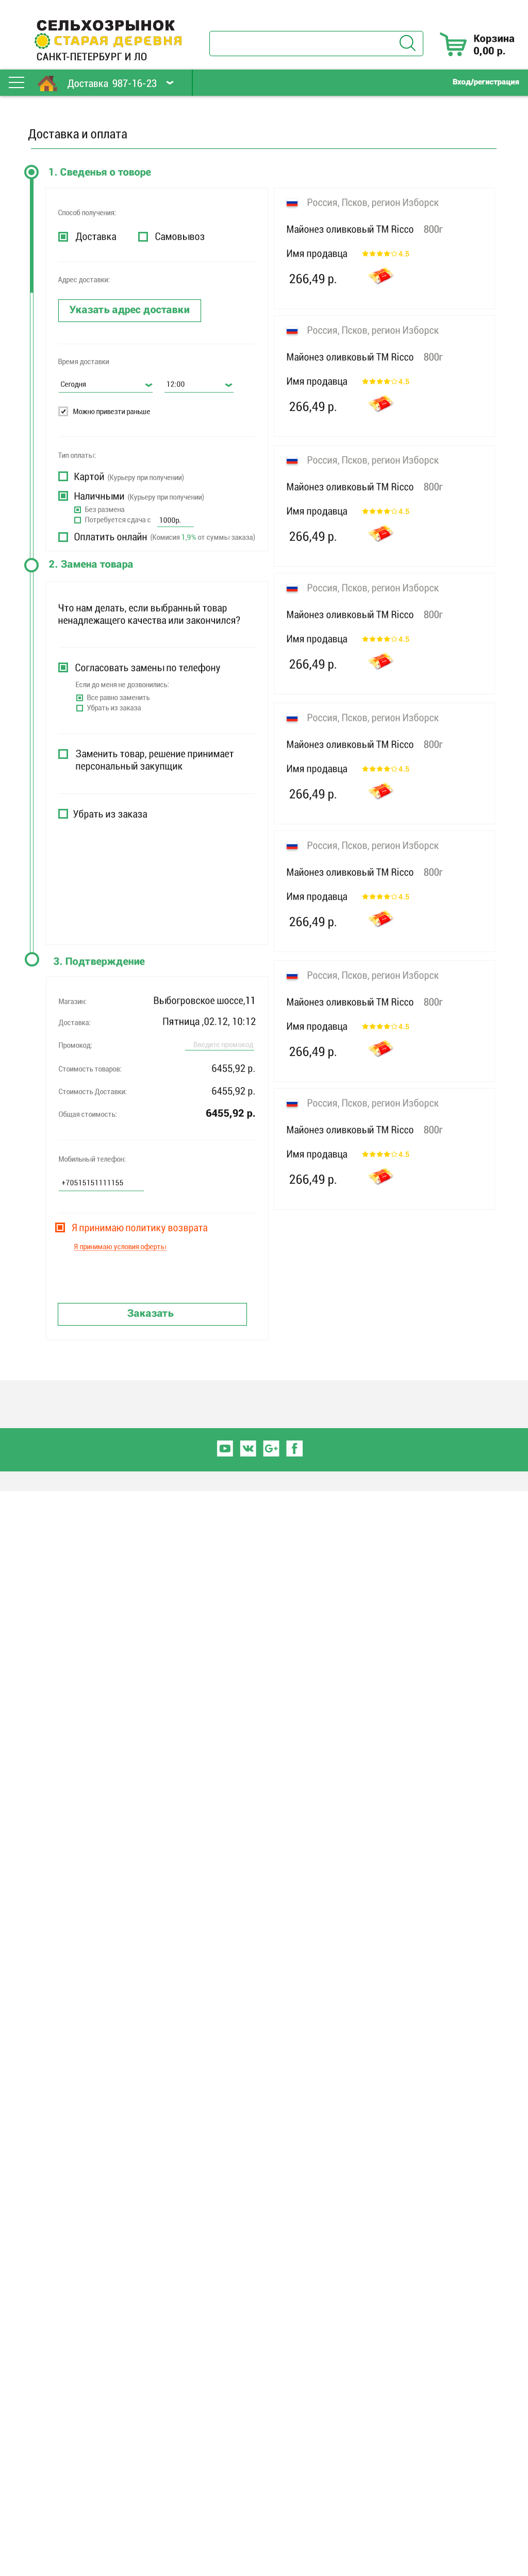 СЕЛЬХОЗРЫНОК
СТАРАЯ ДЕРЕВНЯ
САНКТ-ПЕТЕРБУРГ И ЛО
Корзина
0,00 р.
Доставка 987-16-23
Вход/регистрация
Доставка и оплата
1. Сведенья о товоре
Способ получения:
Доставка Самовывоз
Адрес доставки:
Указать адрес доставки
Время доставки
Сегодня 12:00
Можно привезти раньше
Тип оплаты:
Картой (Курьеру при получении)
Наличными (Курьеру при получении)
Без размена
Потребуется сдача с 1000р.
Оплатить онлайн (Комисия 1,9% от суммы заказа)
2. Замена товара
Что нам делать, если выбранный товар
ненадлежащего качества или закончился?
Согласовать замены по телефону
Если до меня не дозвонились:
Все равно заменить
Убрать из заказа
Заменить товар, решение принимает
персональный закупщик
Убрать из заказа
3. Подтверждение
Магазин: Выборгровское шоссе,11
Доставка: Пятница ,02.12, 10:12
Промокод: Введите промокод
Стоимость товаров: 6455,92 р.
Стоимость Доставки: 6455,92 р.
Общая стоимость: 6455,92 р.
Мобильный телефон:
+70515151111155
Я принимаю политику возврата
Я принимаю условия оферты
Заказать
Россия, Псков, регион Изборск
Майонез оливковый ТМ Ricco 800г
Имя продавца 4.5
266,49 р.
Россия, Псков, регион Изборск
Майонез оливковый ТМ Ricco 800г
Имя продавца 4.5
266,49 р.
Россия, Псков, регион Изборск
Майонез оливковый ТМ Ricco 800г
Имя продавца 4.5
266,49 р.
Россия, Псков, регион Изборск
Майонез оливковый ТМ Ricco 800г
Имя продавца 4.5
266,49 р.
Россия, Псков, регион Изборск
Майонез оливковый ТМ Ricco 800г
Имя продавца 4.5
266,49 р.
Россия, Псков, регион Изборск
Майонез оливковый ТМ Ricco 800г
Имя продавца 4.5
266,49 р.
Россия, Псков, регион Изборск
Майонез оливковый ТМ Ricco 800г
Имя продавца 4.5
266,49 р.
Россия, Псков, регион Изборск
Майонез оливковый ТМ Ricco 800г
Имя продавца 4.5
266,49 р.